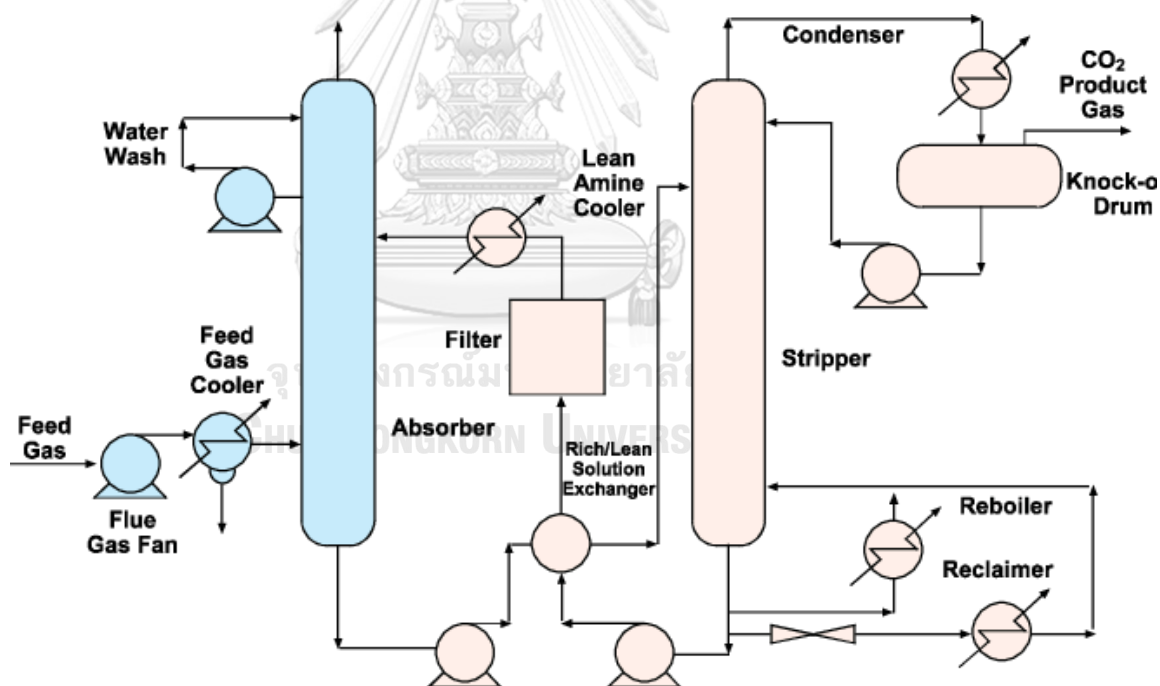 Condenser
CO₂
Product
Gas
Water
Wash
Lean
Amine
Cooler
Knock-o
Drum
Filter
Stripper
Feed
Gas
Cooler
Absorber
Feed
Gas
Rich/Lean
Solution
Exchanger
Flue
Gas Fan
Reboiler
Reclaimer